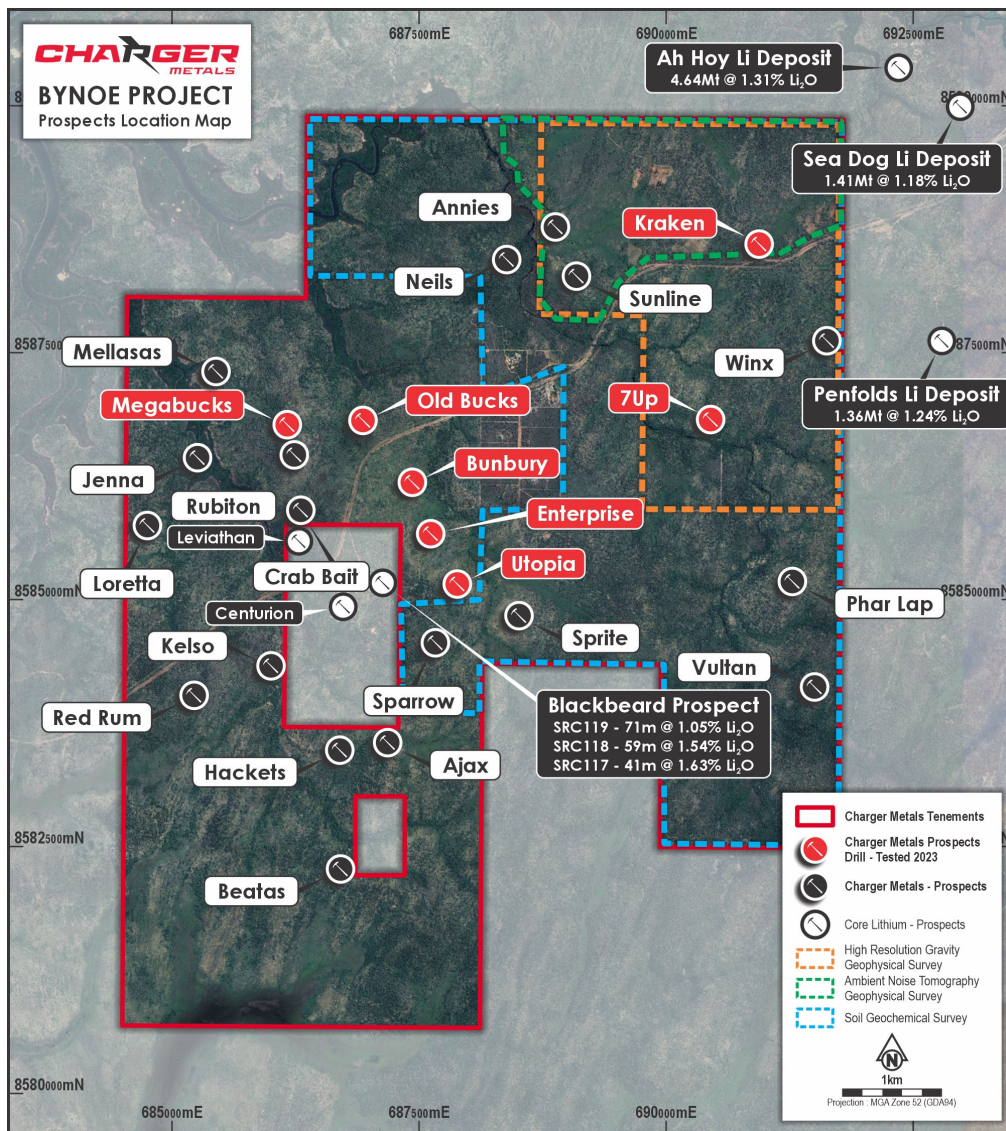 687500mE
690000mE
692500mE
CHARGER
METALS
BYNOE PROJECT
Prospects Location Map
Ah Hoy Li Deposit
4.64Mt @ 1.31% Li₂O
Sea Dog Li Deposit
1.41Mt @ 1.18% Li₂O
Annies
Kraken
Neils
Sunline
Mellasas
8587500mN
Winx
Penfolds Li Deposit
1.36Mt @ 1.24% Li₂O
Megabucks
Old Bucks
7Up
Jenna
Bunbury
Rubiton
Enterprise
Leviathan
Loretta
Crab Bait
Utopia
8585000mN
8585000mN
Centurion
Phar Lap
Sprite
Kelso
Sparrow
Vultan
Red Rum
Blackbeard Prospect
SRC119 - 71m @ 1.05% Li₂O
SRC118 - 59m @ 1.54% Li₂O
SRC117 - 41m @ 1.63% Li₂O
Hackets
Ajax
8582500mN
Beatas
Charger Metals Tenements
Charger Metals Prospects
Drill - Tested 2023
Charger Metals - Prospects
Core Lithium - Prospects
High Resolution Gravity
Geophysical Survey
Ambient Noise Tomography
Geophysical Survey
Soil Geochemical Survey
N
1km
Projection : MGA Zone 52 (GDA94)
8580000mN
685000mE
687500mE
690000mE